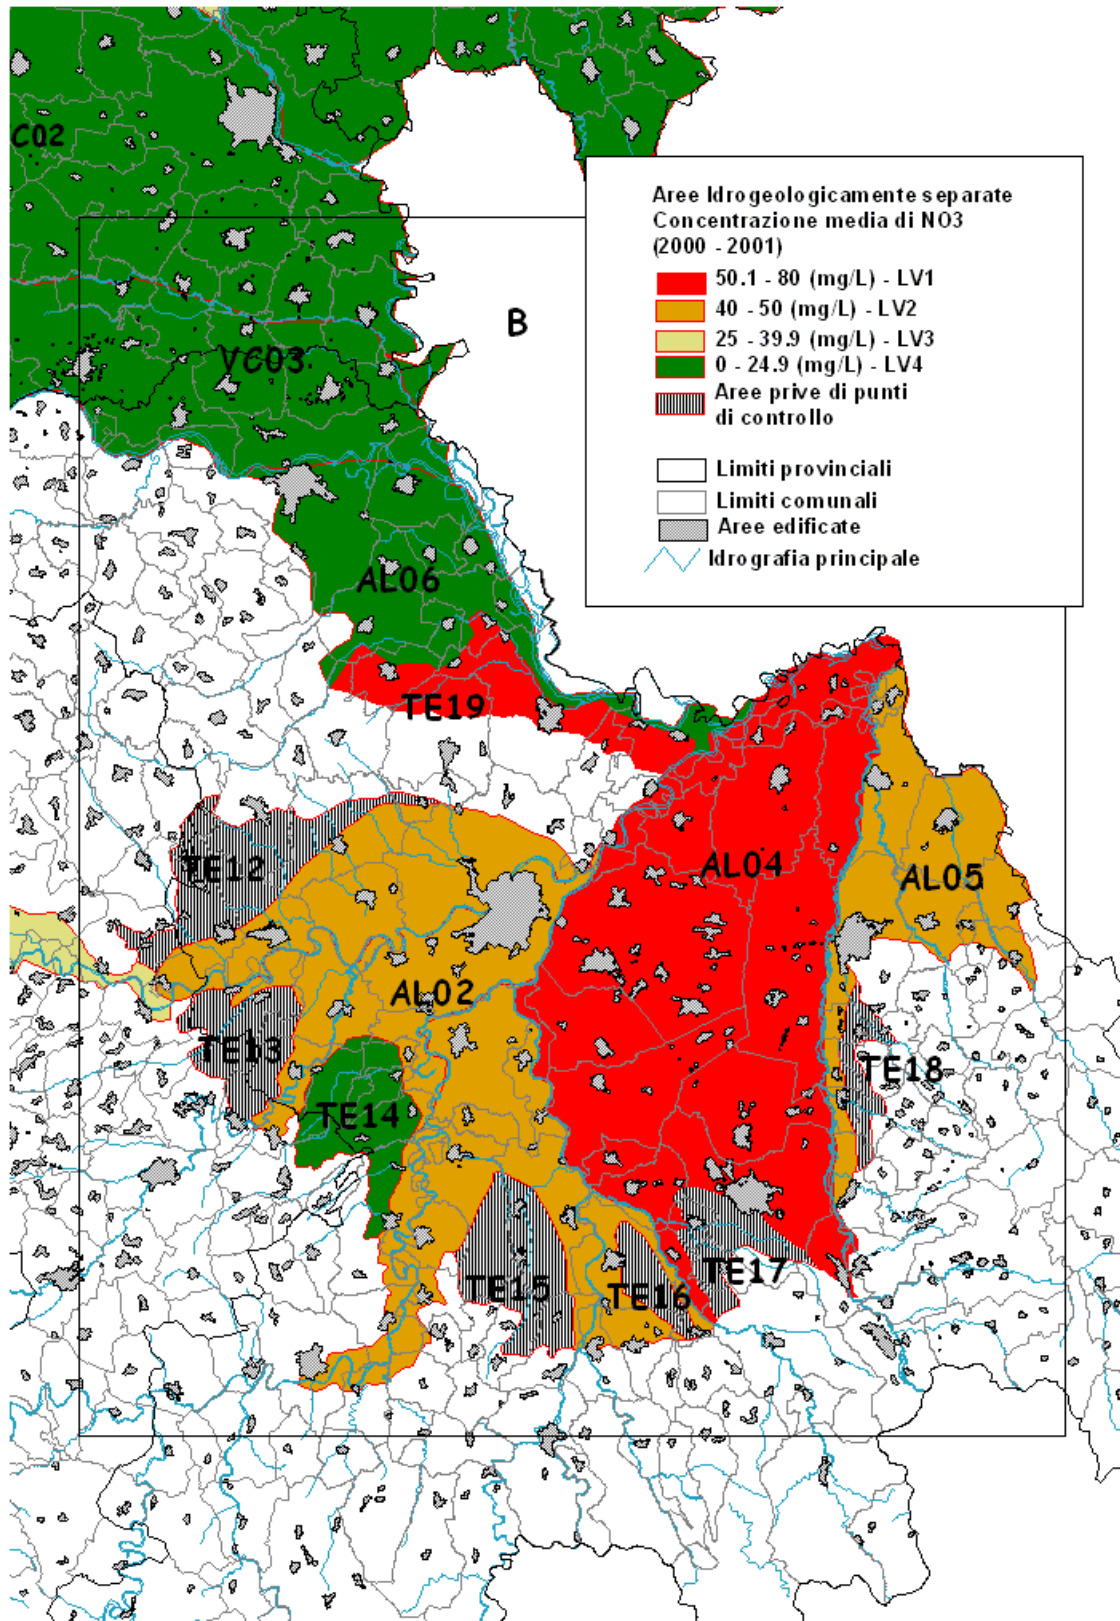 C02
Aree Idrogeologicamente separate
Concentrazione media di NO3
(2000 - 2001)
50.1 - 80 (mg/L) - LV1
40 - 50 (mg/L) - LV2
25 - 39.9 (mg/L) - LV3
0 - 24.9 (mg/L) - LV4
Aree prive di punti
di controllo
Limiti provinciali
Limiti comunali
Aree edificate
Idrografia principale
B
VC03
AL06
TE19
TE12
AL04
AL05
AL02
TE13
TE18
TE14
TE15
TE16
TE17